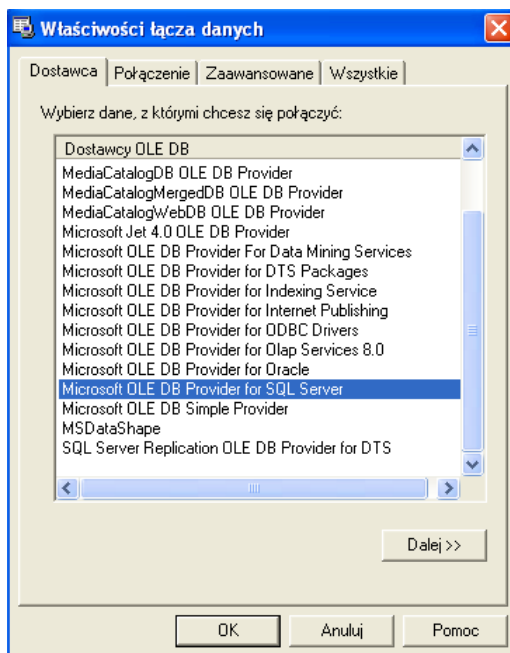 Właściwości łącza danych
Dostawca Połączenie Zaawansowane Wszystkie
Wybierz dane, z którymi chcesz się połączyć:
Dostawcy OLE DB
MediaCatalogDB OLE DB Provider
MediaCatalogMergedDB OLE DB Provider
MediaCatalogWebDB OLE DB Provider
Microsoft Jet 4.0 OLE DB Provider
Microsoft OLE DB Provider For Data Mining Services
Microsoft OLE DB Provider for DTS Packages
Microsoft OLE DB Provider for Indexing Service
Microsoft OLE DB Provider for Internet Publishing
Microsoft OLE DB Provider for ODBC Drivers
Microsoft OLE DB Provider for Olap Services 8.0
Microsoft OLE DB Provider for Oracle
Microsoft OLE DB Provider for SQL Server
Microsoft OLE DB Simple Provider
MSDataShape
SQL Server Replication OLE DB Provider for DTS
Dalej >>
OK Anuluj Pomoc